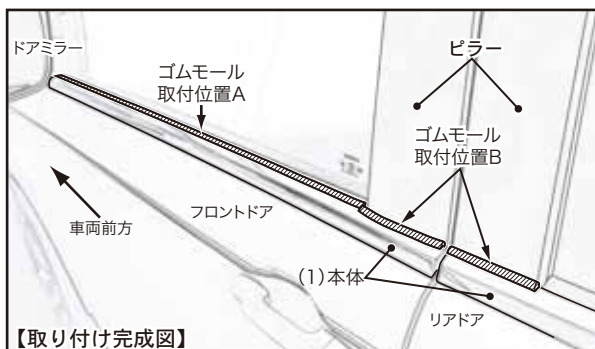 ドアミラー
ゴムモール
取付位置A
ピラー
ゴムモール
取付位置B
フロントドア
車両前方
(1)本体
リアドア
【取り付け完成図】